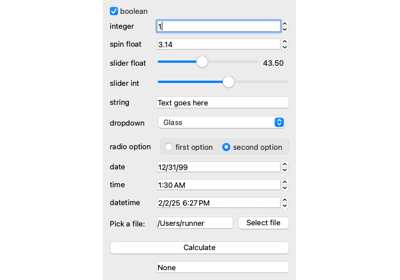 boolean
integer 1
spin float 3.14
slider float 43.50
slider int
string Text goes here
dropdown Glass
radio option first option second option
date 12/31/99
time 1:30 AM
datetime 2/2/25 6:27 PM
Pick a file: /Users/runner Select file
Calculate
None